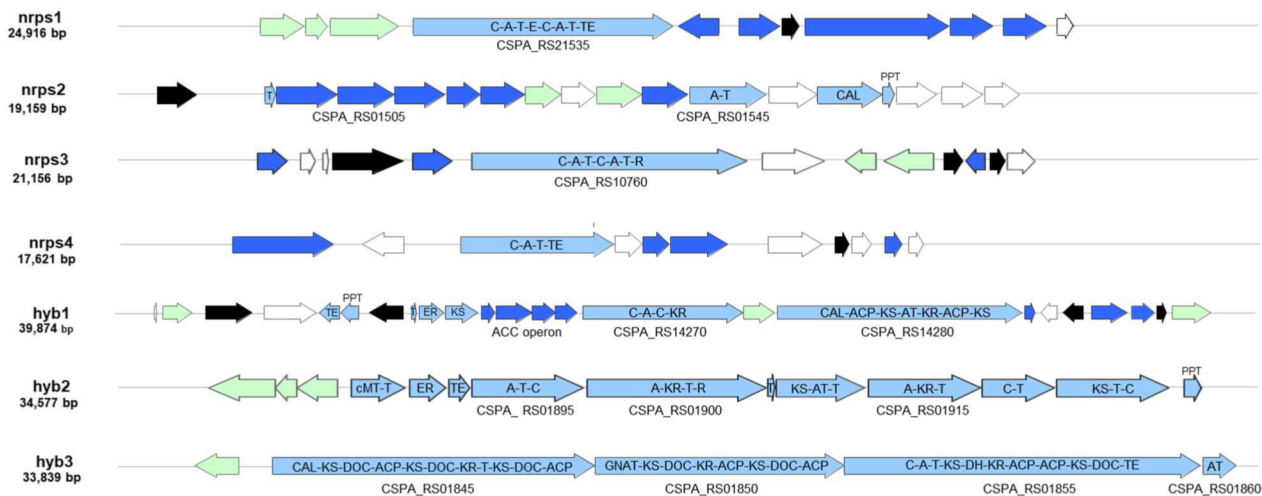 nrps1
24,916 bp
C-A-T-E-C-A-T-TE
CSPA_RS21535
nrps2
19,159 bp
T
A-T
CAL
PPT
CSPA_RS01505
CSPA_RS01545
nrps3
21,156 bp
C-A-T-C-A-T-R
CSPA_RS10760
nrps4
17,621 bp
C-A-T-TE
hyb1
39,874 bp
TE
PPT
T
ER
KS
ACC operon
C-A-C-KR
CSPA_RS14270
CAL-ACP-KS-AT-KR-ACP-KS
CSPA_RS14280
hyb2
34,577 bp
cMT-T
ER
TE
A-T-C
CSPA_ RS01895
A-KR-T-R
CSPA_RS01900
T
KS-AT-T
A-KR-T
CSPA_RS01915
C-T
KS-T-C
PPT
hyb3
33,839 bp
CAL-KS-DOC-ACP-KS-DOC-KR-T-KS-DOC-ACP
CSPA_RS01845
GNAT-KS-DOC-KR-ACP-KS-DOC-ACP
CSPA_RS01850
C-A-T-KS-DH-KR-ACP-ACP-KS-DOC-TE
CSPA_RS01855
AT
CSPA_RS01860